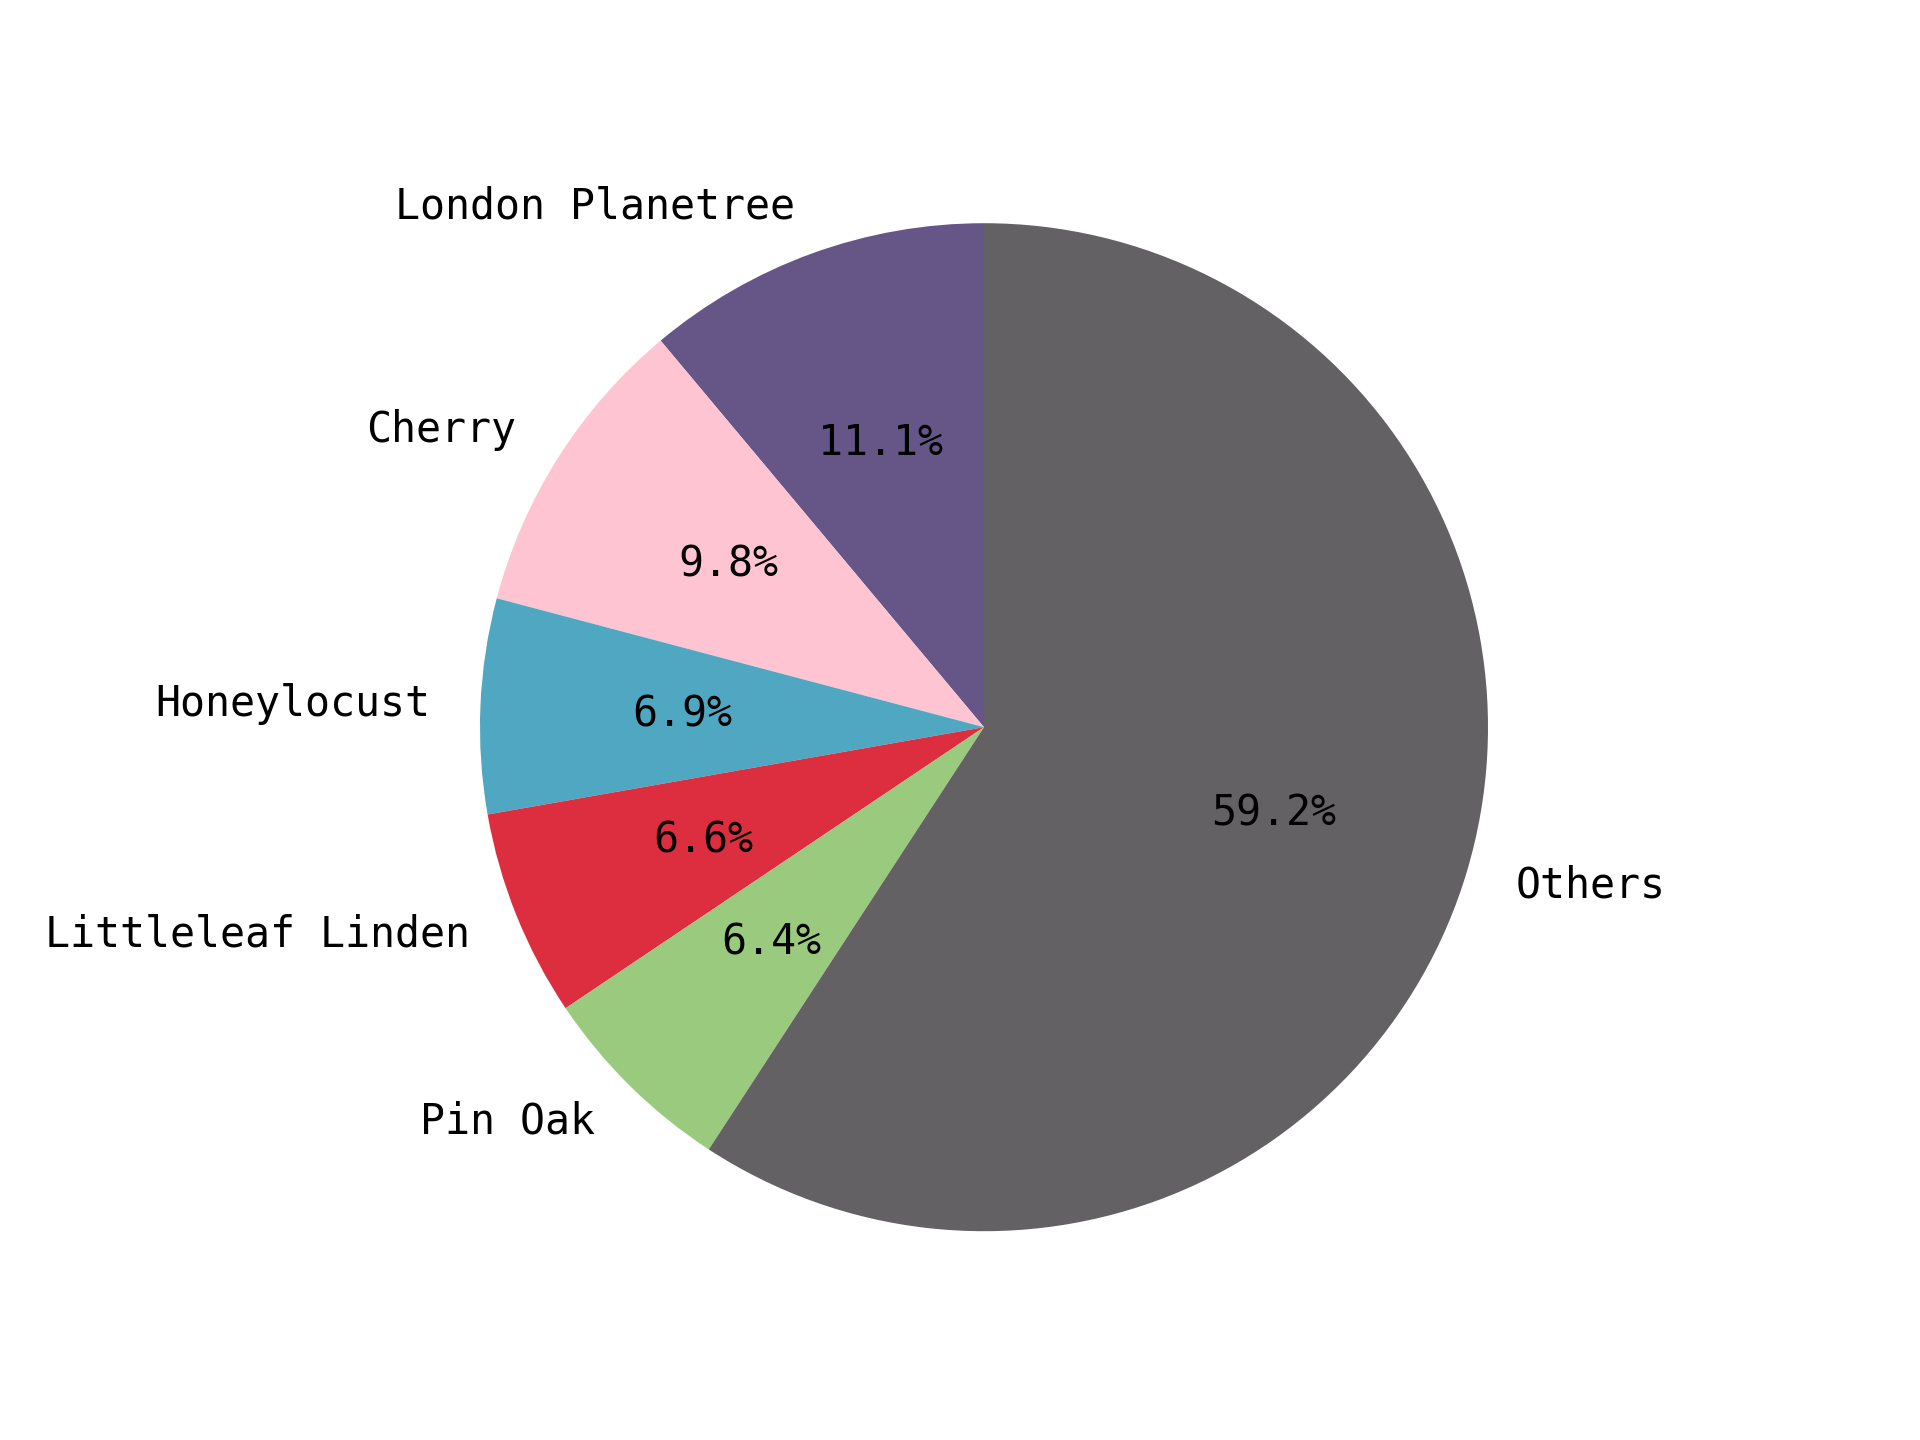 London Planetree
11.1%
Cherry
9.8%
Honeylocust
6.9%
Littleleaf Linden
6.6%
Pin Oak
6.4%
Others
59.2%